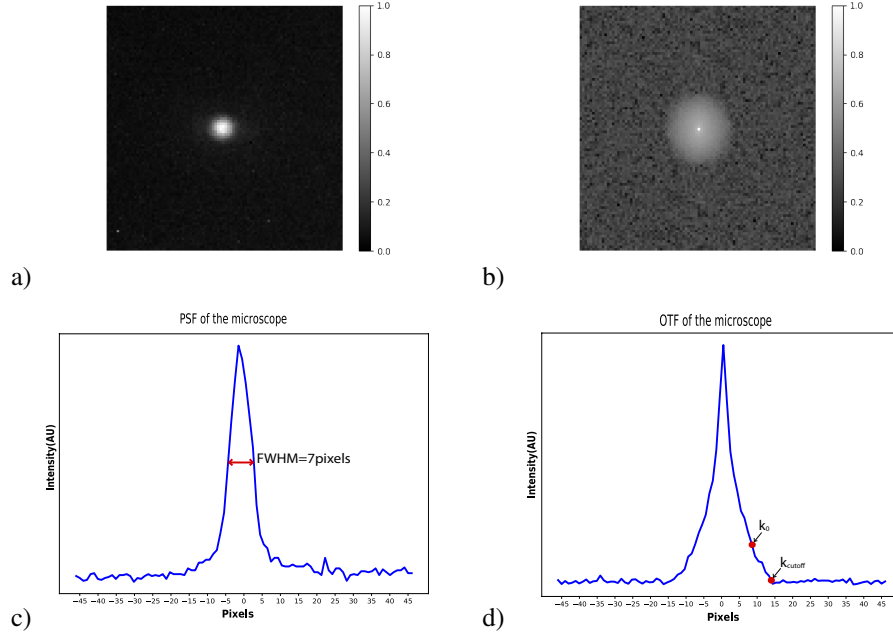 1.0
0.8
0.6
0.4
0.2
0.0
a)
1.0
0.8
0.6
0.4
0.2
0.0
b)
PSF of the microscope
Intensity(AU)
FWHM=7pixels
−45 −40 −35 −30 −25 −20 −15 −10 −5 0 5 10 15 20 25 30 35 40 45
Pixels
c)
OTF of the microscope
Intensity(AU)
k0
kcutoff
−45 −40 −35 −30 −25 −20 −15 −10 −5 0 5 10 15 20 25 30 35 40 45
Pixels
d)